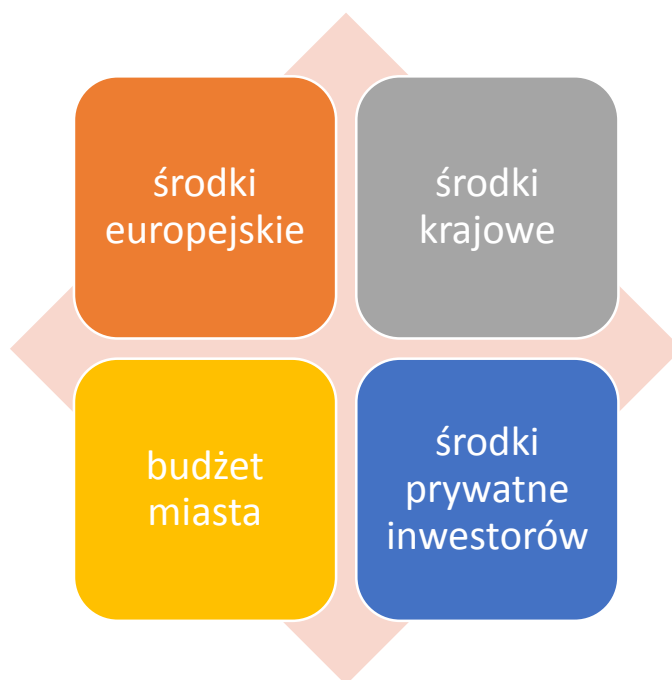 środki
europejskie
środki
krajowe
budżet
miasta
środki
prywatne
inwestorów